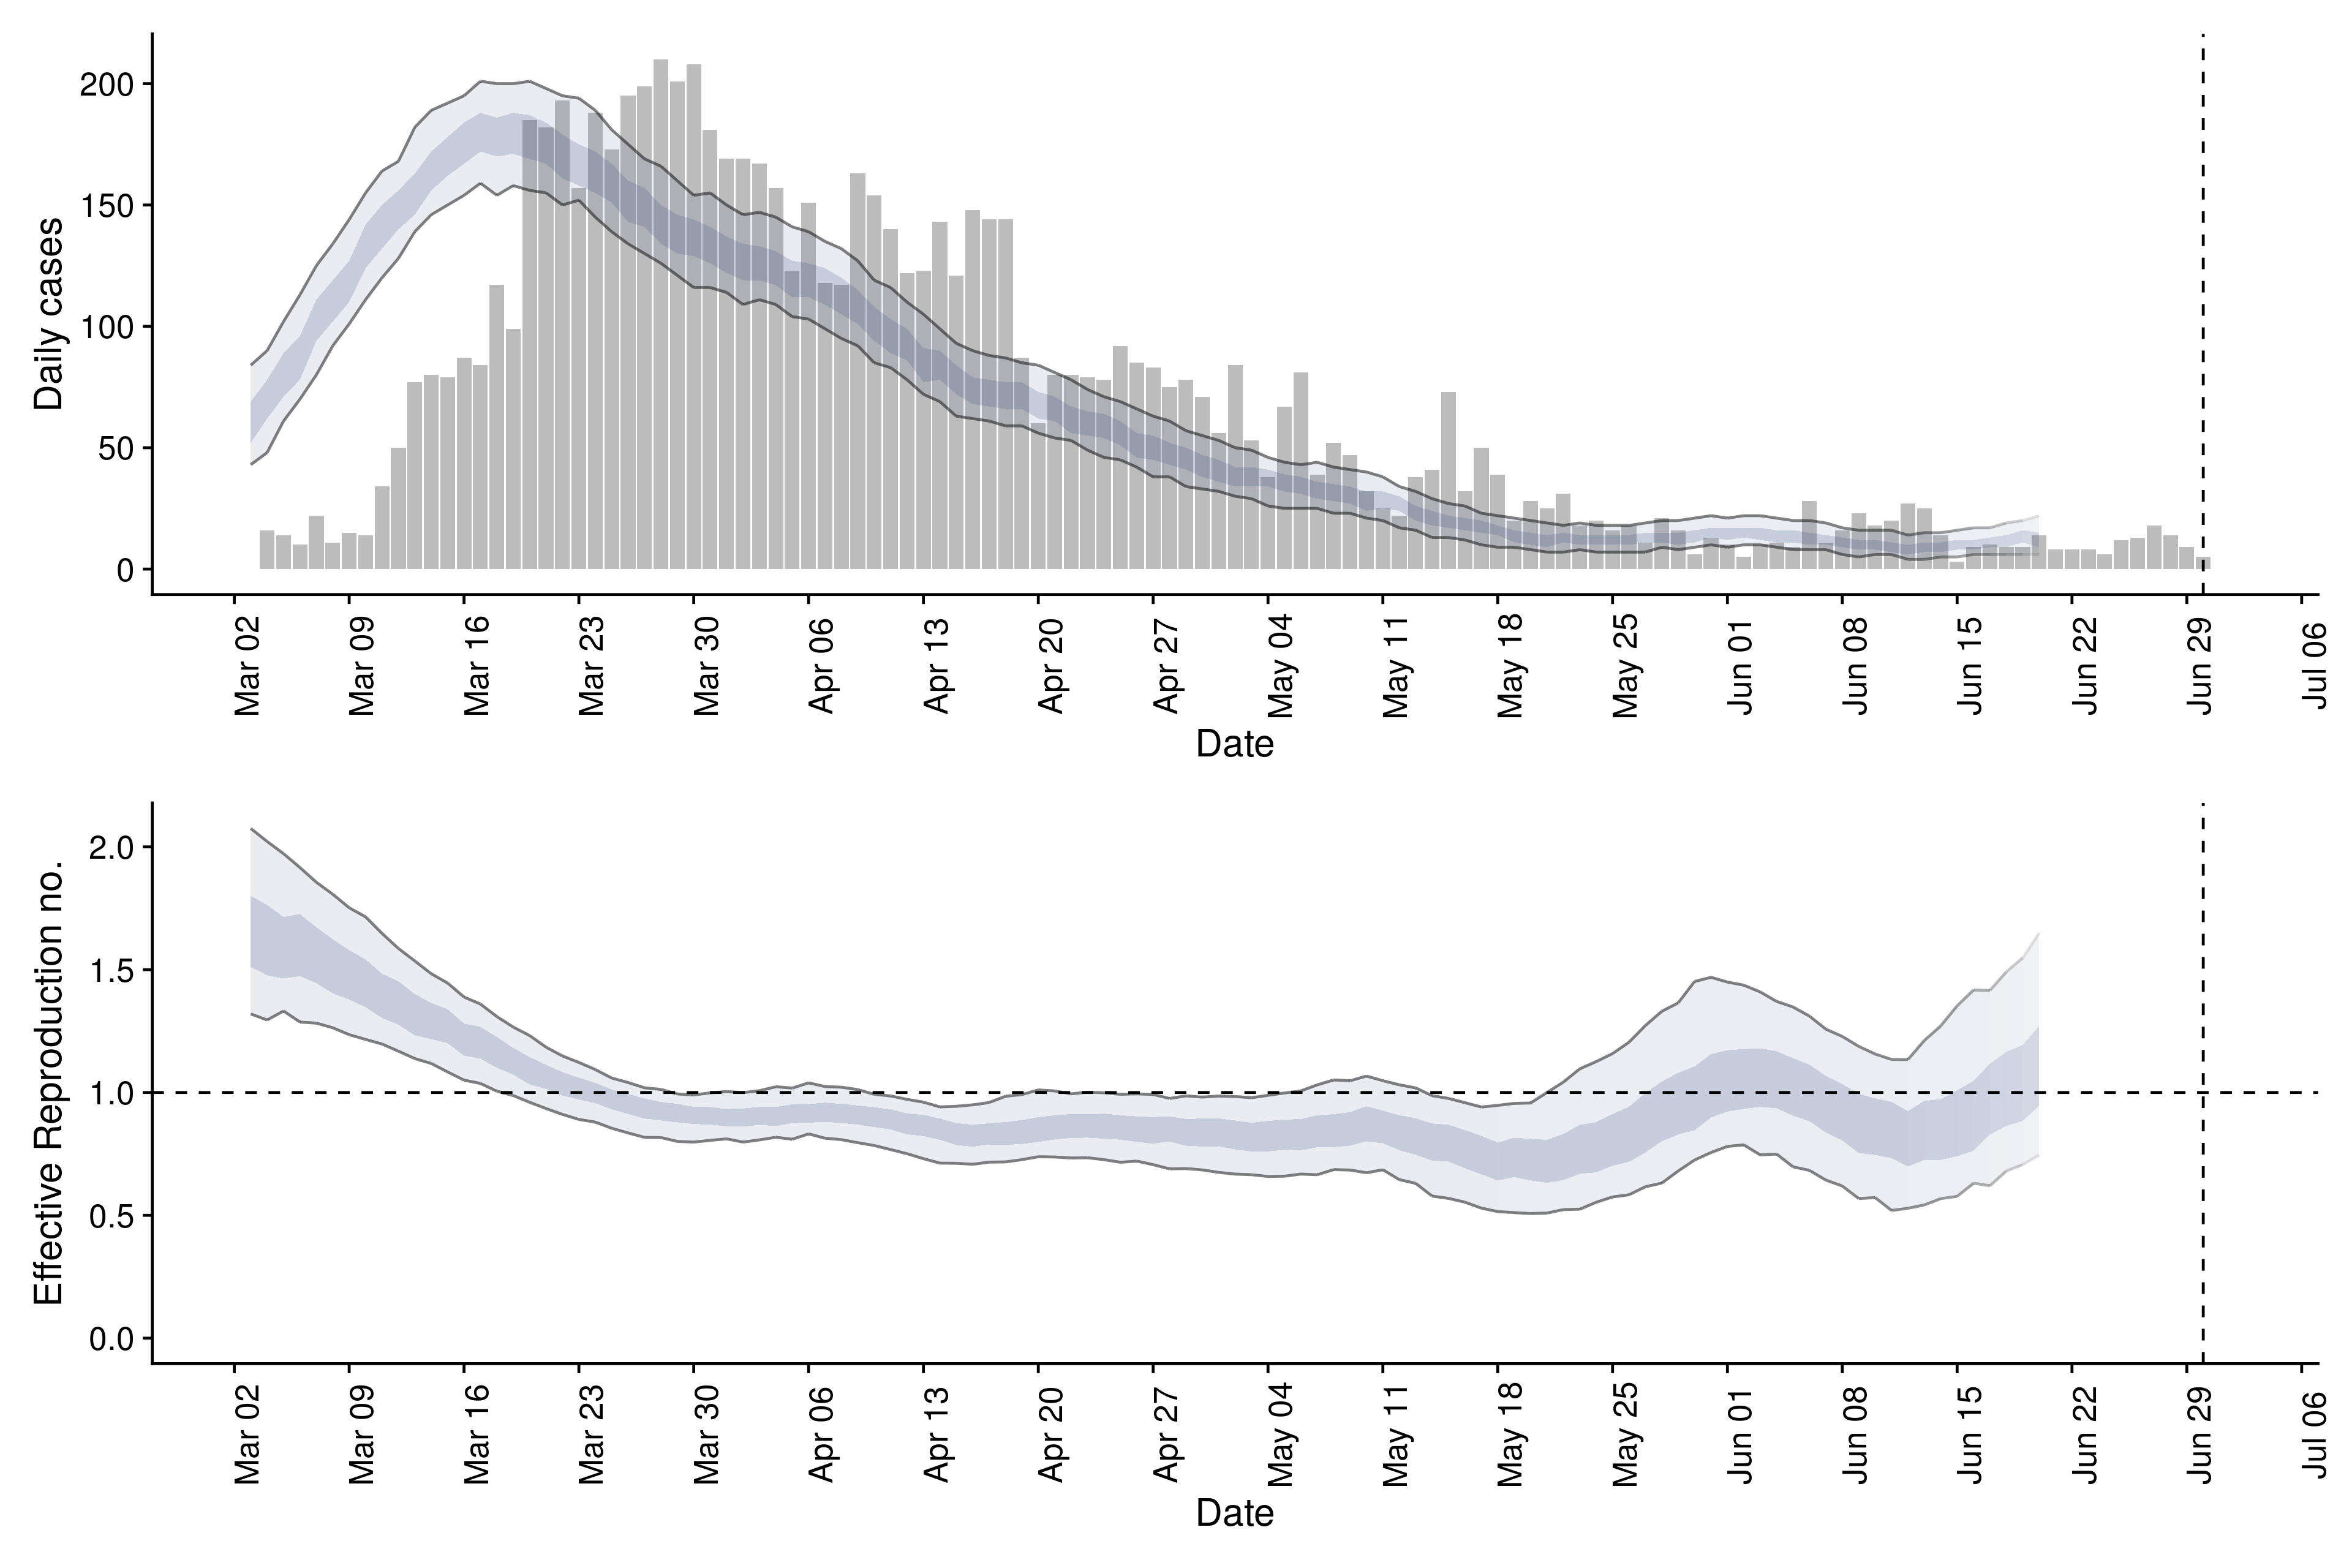 Daily cases
200
150
100
50
0
Mar 02
Mar 09
Mar 16
Mar 23
Mar 30
Apr 06
Apr 13
Apr 20
Apr 27
May 04
May 11
May 18
May 25
Jun 01
Jun 08
Jun 15
Jun 22
Jun 29
Jul 06
Date
Effective Reproduction no.
2.0
1.5
1.0
0.5
0.0
Mar 02
Mar 09
Mar 16
Mar 23
Mar 30
Apr 06
Apr 13
Apr 20
Apr 27
May 04
May 11
May 18
May 25
Jun 01
Jun 08
Jun 15
Jun 22
Jun 29
Jul 06
Date